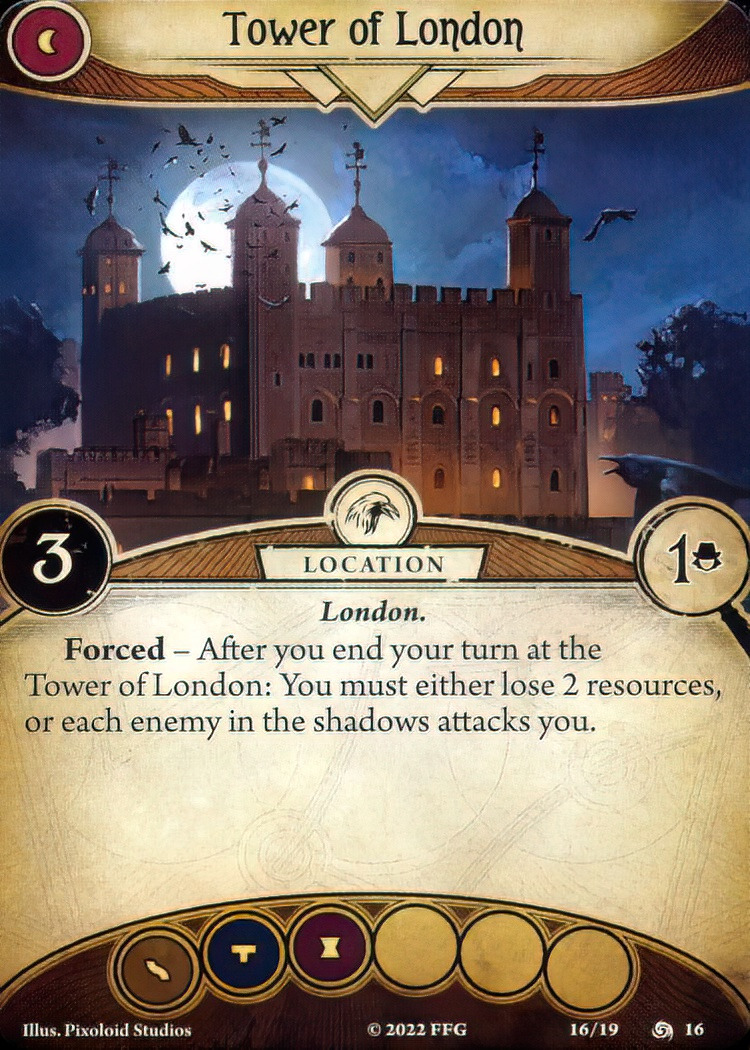 Tower of London
3
LOCATION
1
London.
Forced – After you end your turn at the
Tower of London: You must either lose 2 resources,
or each enemy in the shadows attacks you.
Illus. Pixoloid Studios
© 2022 FFG
16/19
16